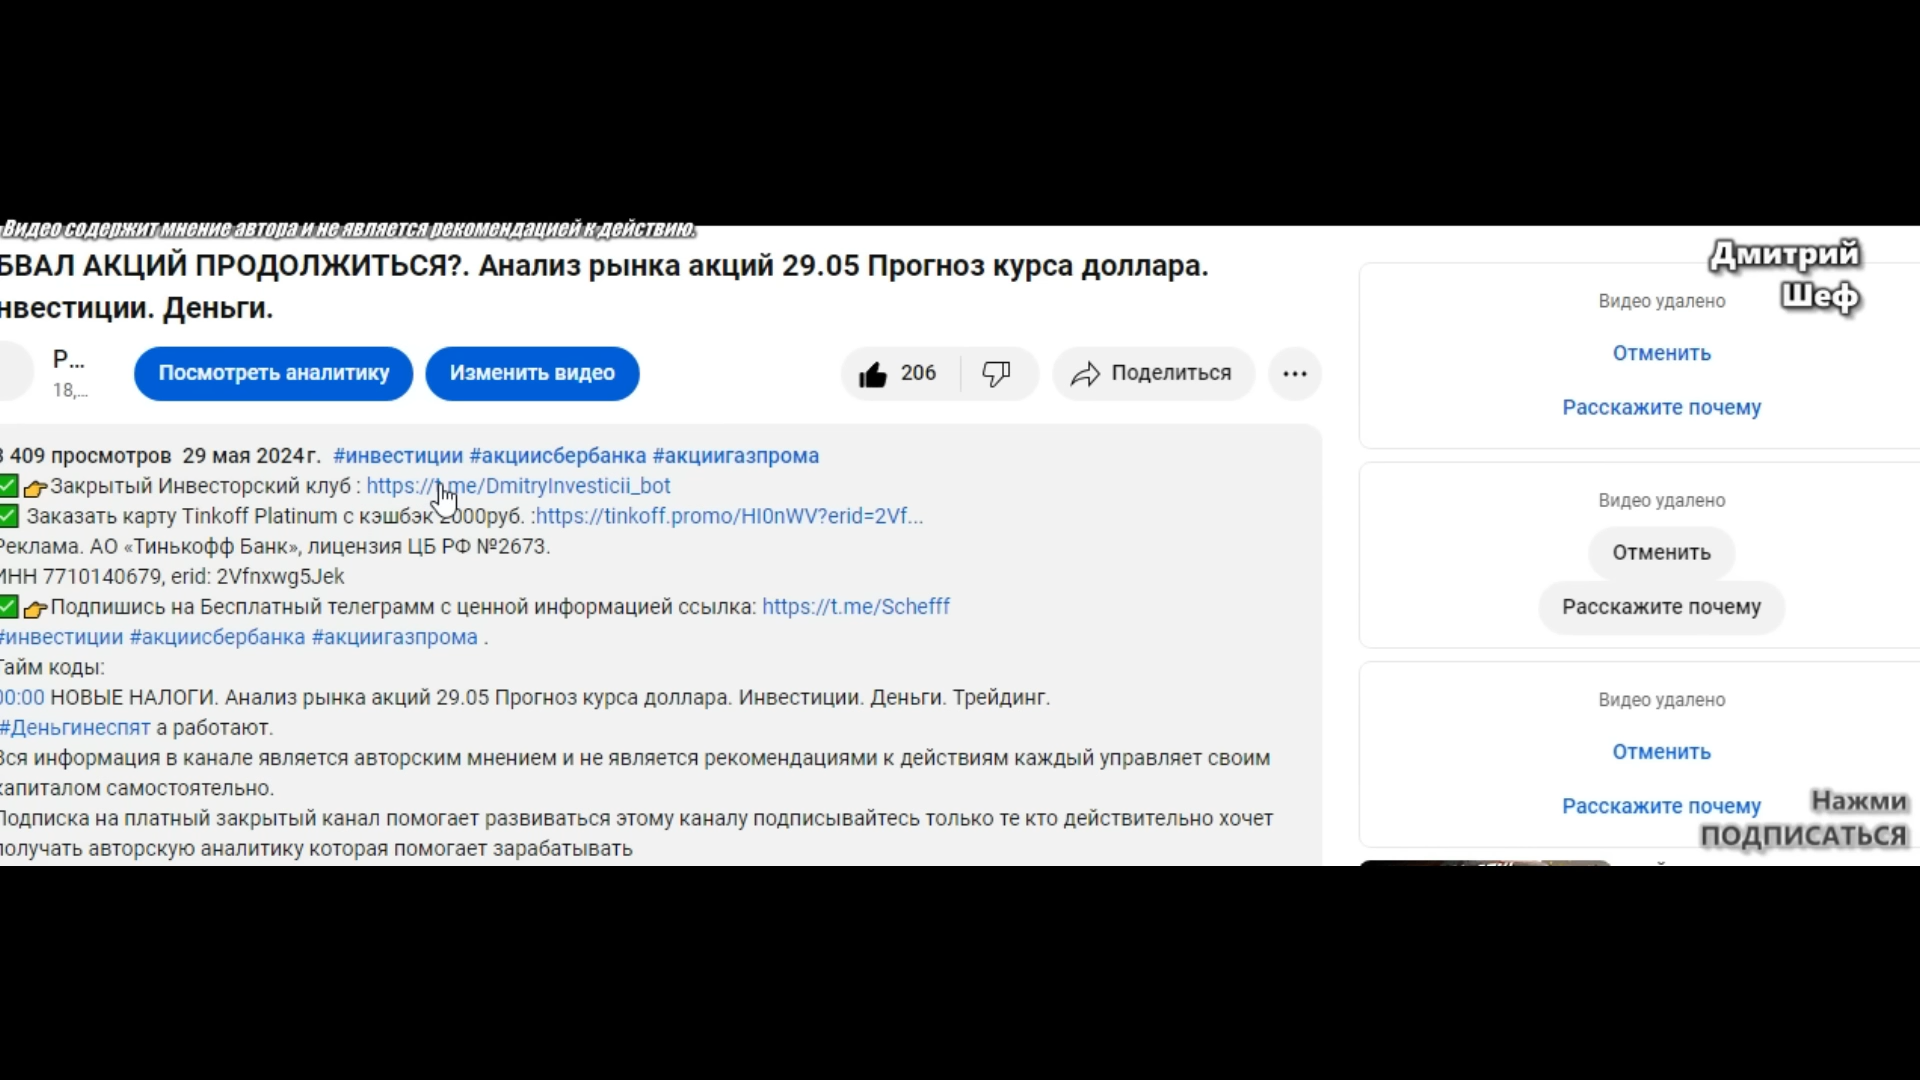 Видео содержит мнение автора и не является рекомендацией к действию.
БВАЛ АКЦИЙ ПРОДОЛЖИТЬСЯ?. Анализ рынка акций 29.05 Прогноз курса доллара.
нвестиции. Деньги.
Р...
18,...
Посмотреть аналитику
Изменить видео
206
Поделиться
3 409 просмотров 29 мая 2024 г. #инвестиции #акциисбербанка #акциигазпрома
✅👉Закрытый Инвесторский клуб : https://t.me/DmitryInvesticii_bot
✅ Заказать карту Tinkoff Platinum с кэшбэк 2000руб. :https://tinkoff.promo/HI0nWV?erid=2Vf...
Реклама. АО «Тинькофф Банк», лицензия ЦБ РФ №2673.
ИНН 7710140679, erid: 2Vfnxwg5Jek
✅👉Подпишись на Бесплатный телеграмм с ценной информацией ссылка: https://t.me/Schefff
#инвестиции #акциисбербанка #акциигазпрома .
Тайм коды:
00:00 НОВЫЕ НАЛОГИ. Анализ рынка акций 29.05 Прогноз курса доллара. Инвестиции. Деньги. Трейдинг.
#Деньгинеспят а работают.
Вся информация в канале является авторским мнением и не является рекомендациями к действиям каждый управляет своим
капиталом самостоятельно.
Подписка на платный закрытый канал помогает развиваться этому каналу подписывайтесь только те кто действительно хочет
получать авторскую аналитику которая помогает зарабатывать
Дмитрий
Шеф
Видео удалено
Отменить
Расскажите почему
Видео удалено
Отменить
Расскажите почему
Видео удалено
Отменить
Расскажите почему
Нажми
ПОДПИСАТЬСЯ